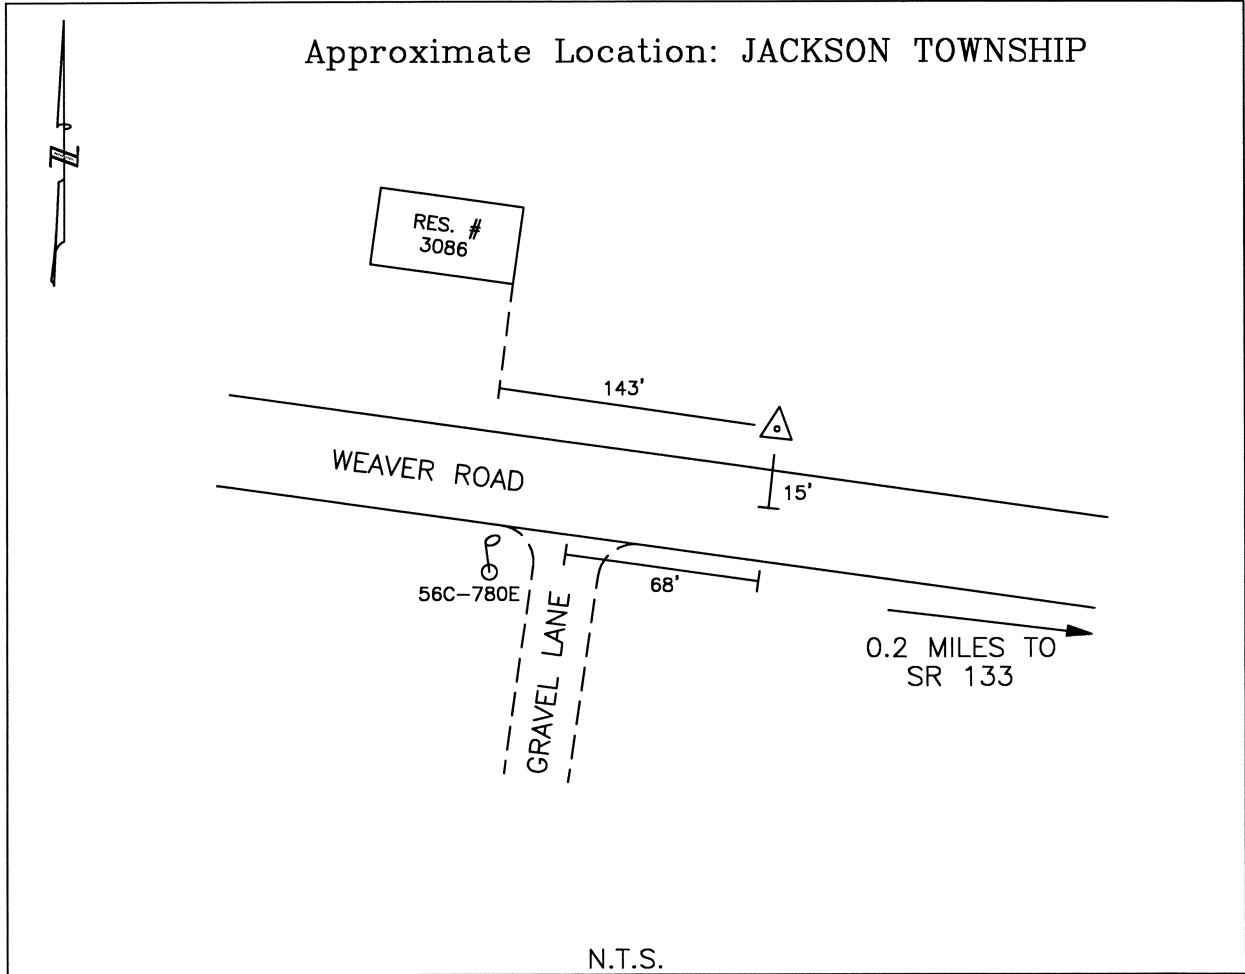 Approximate Location: JACKSON TOWNSHIP
N
RES. #
3086
143'
WEAVER ROAD
15'
56C-780E
68'
GRAVEL LANE
0.2 MILES TO
SR 133
N.T.S.